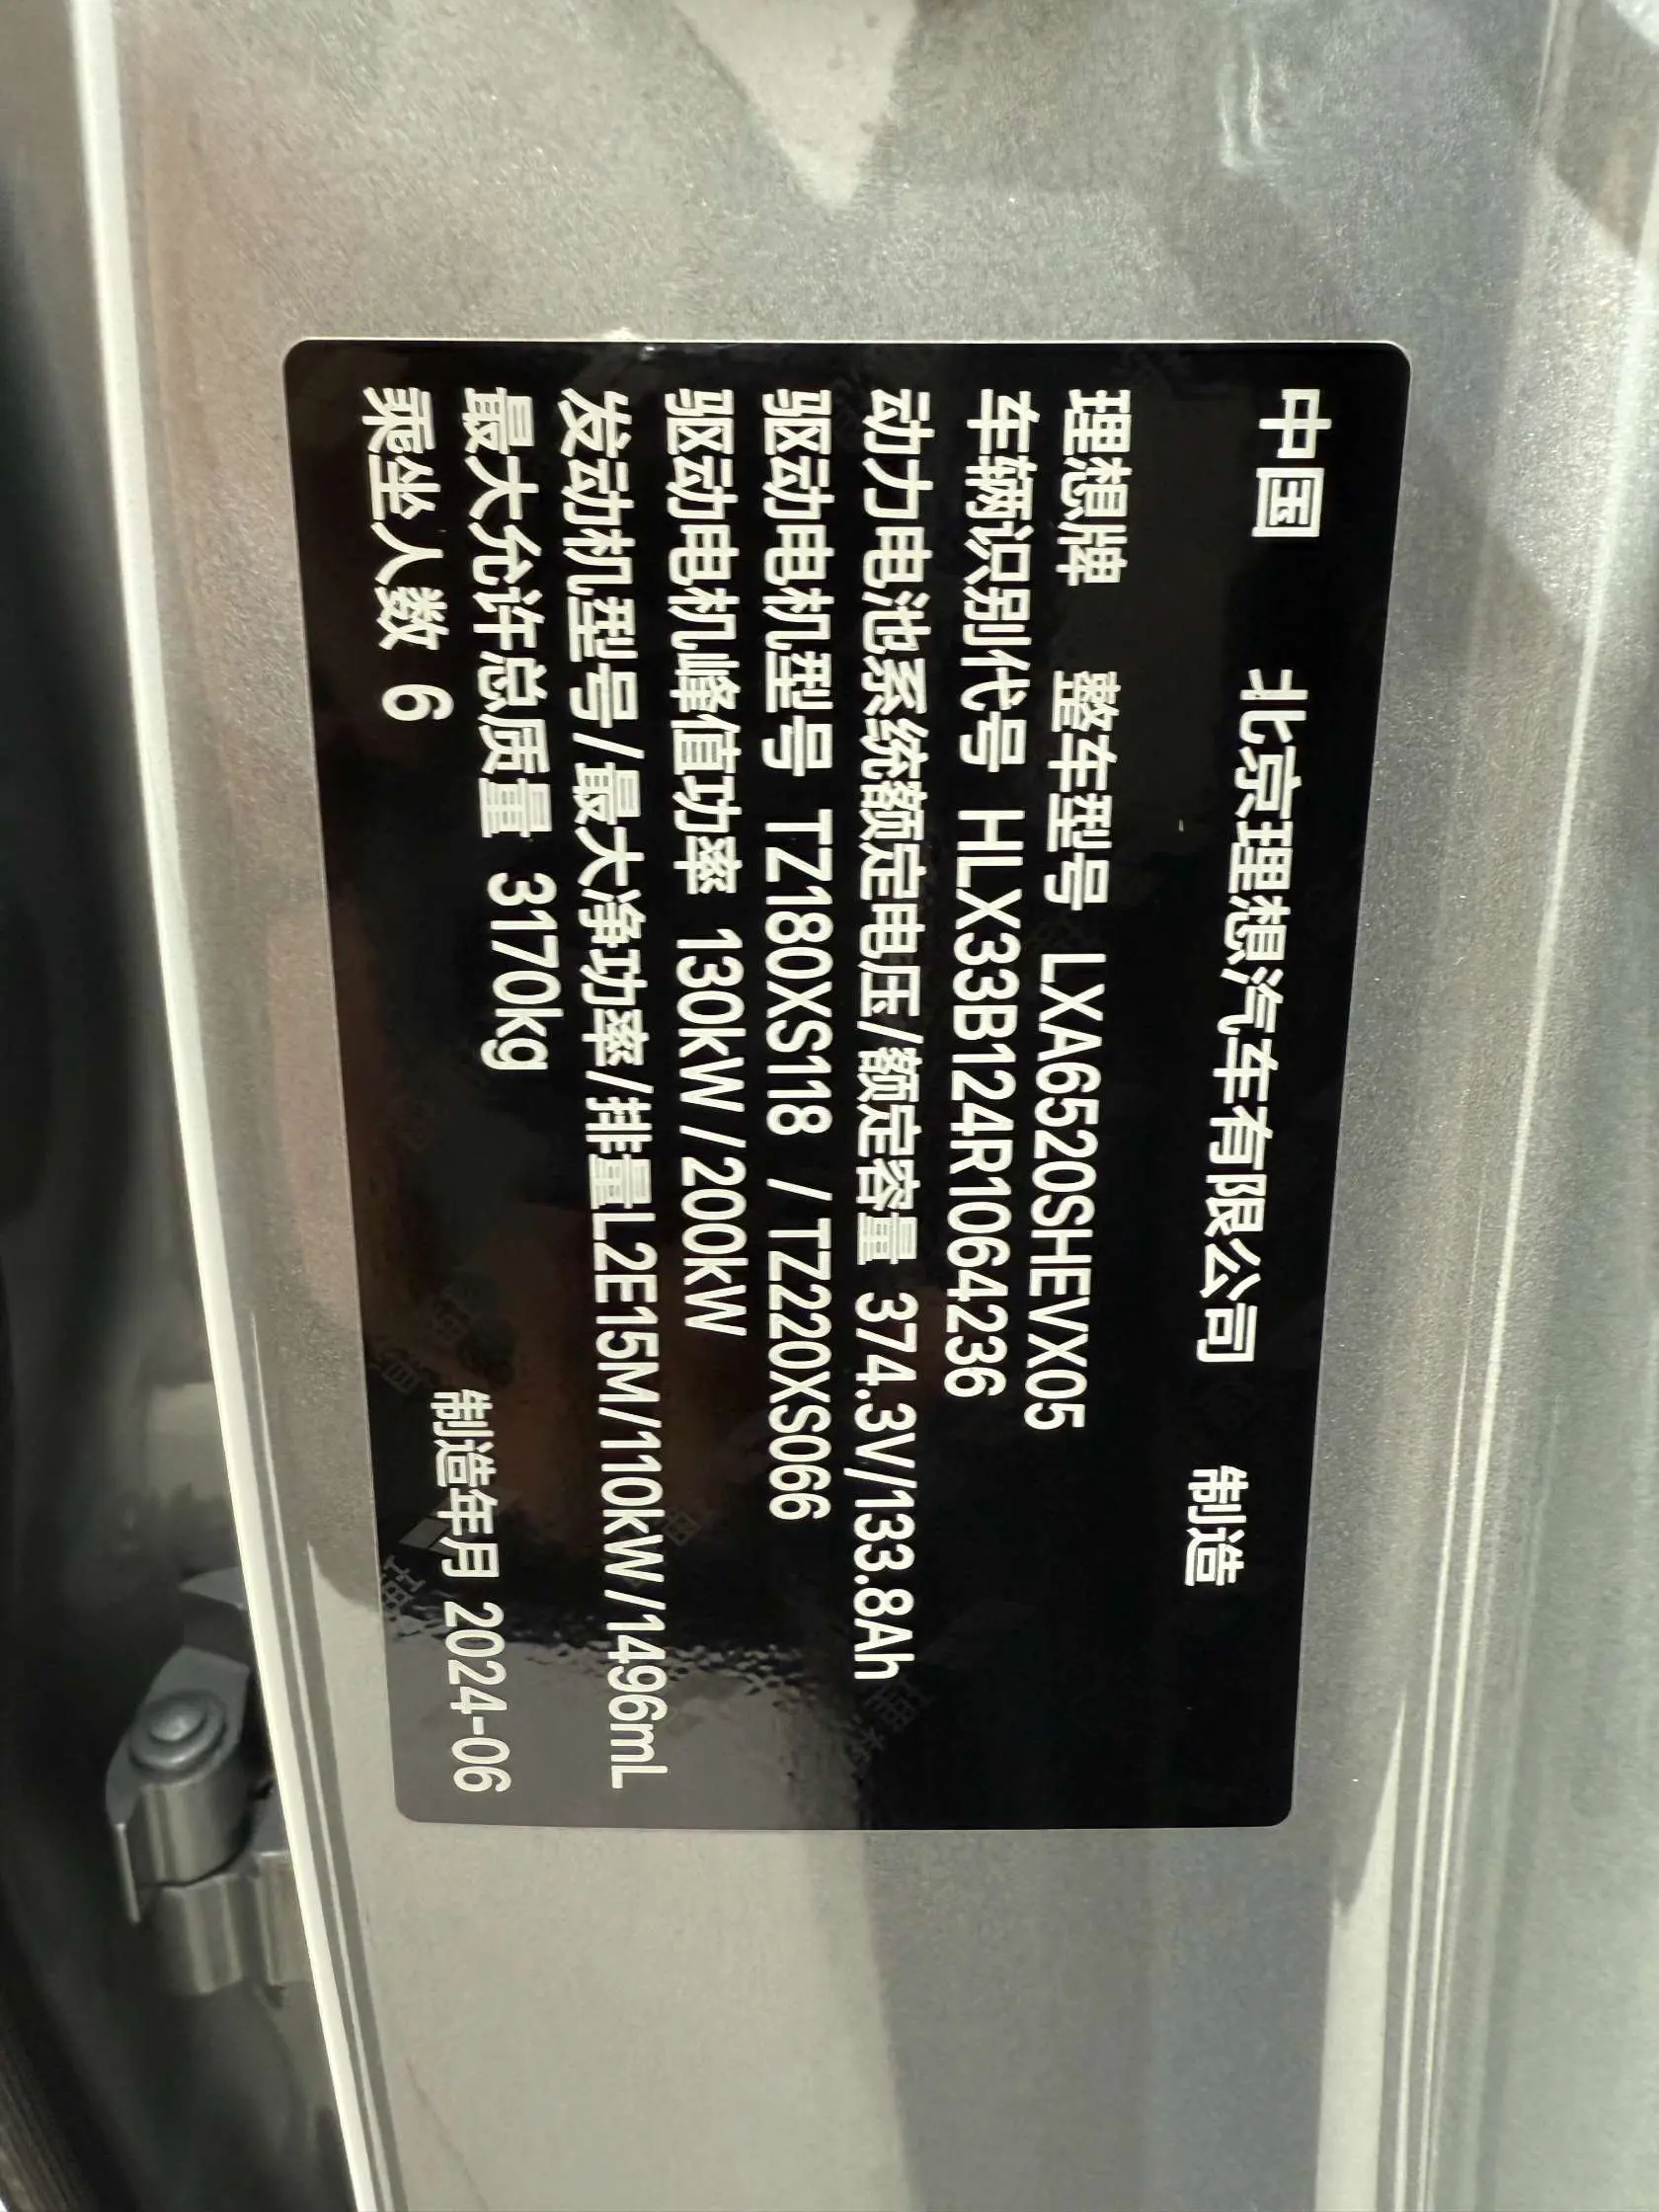 中国 北京理想汽车有限公司 制造
理想牌 整车型号 LXA6520SHEVX05
车辆识别代号 HLX33B124R1064236
动力电池系统额定电压/额定容量 374.3V/133.8Ah
驱动电机型号 TZ180XS118 / TZ220XS066
驱动电机峰值功率 130kW / 200kW
发动机型号/最大净功率/排量L2E15M/110kW/1496mL
最大允许总质量 3170kg
乘坐人数 6 制造年月 2024-06